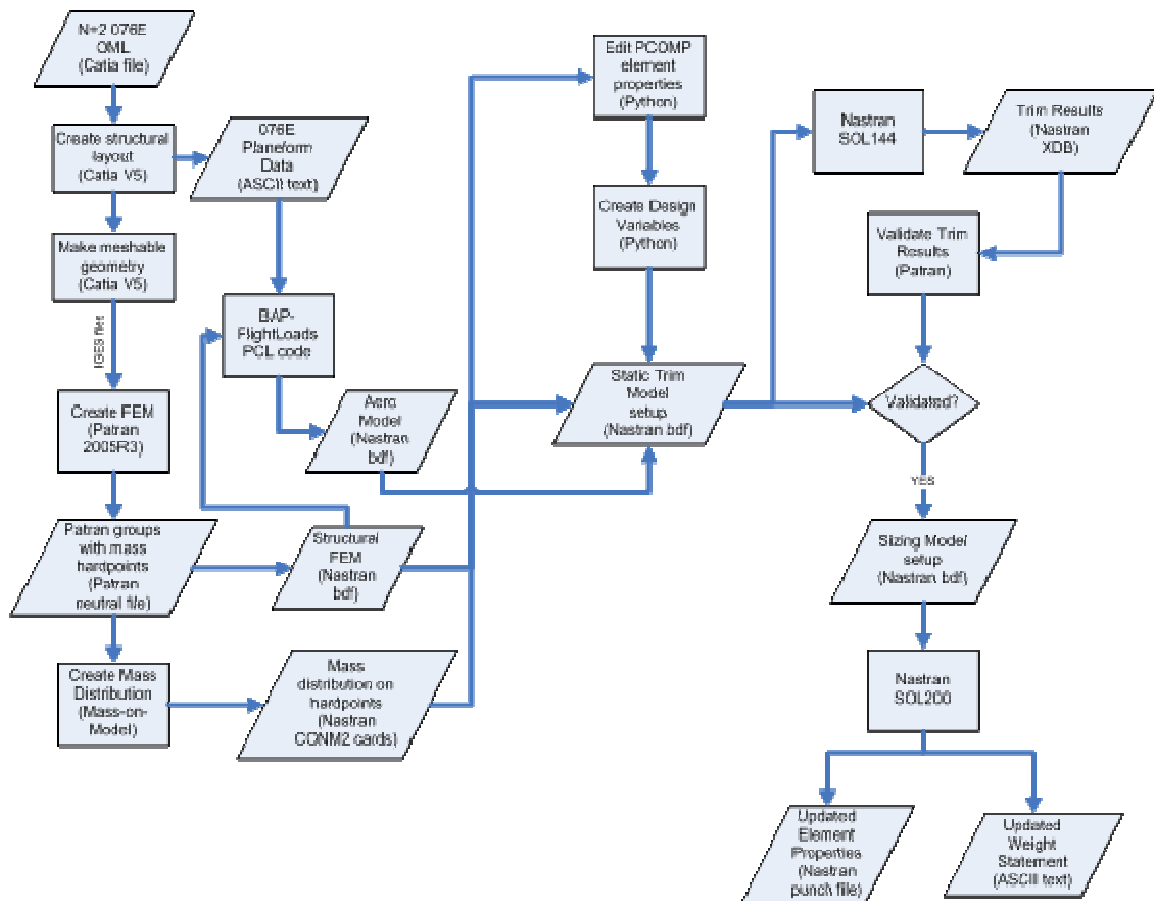 N+2 076E
OML
(Catia file)
Create structural
layout
(Catia V5)
076E
Planeform
Data
(ASCII text)
Make meshable
geometry
(Catia V5)
IGES files
BAP-
FlightLoads
PCL code
Create FEM
(Patran
2005R3)
Aero
Model
(Nastran
bdf)
Patran groups
with mass
hardpoints
(Patran
neutral file)
Structural
FEM
(Nastran
bdf)
Create Mass
Distribution
(Mass-on-
Model)
Mass
distribution on
hardpoints
(Nastran
CONM2 cards)
Edit PCOMP
element
properties
(Python)
Create Design
Variables
(Python)
Static Trim
Model
setup
(Nastran bdf)
Nastran
SOL144
Trim Results
(Nastran
XDB)
Validate Trim
Results
(Patran)
Validated?
YES
Sizing Model
setup
(Nastran bdf)
Nastran
SOL200
Updated
Element
Properties
(Nastran
punch file)
Updated
Weight
Statement
(ASCII text)